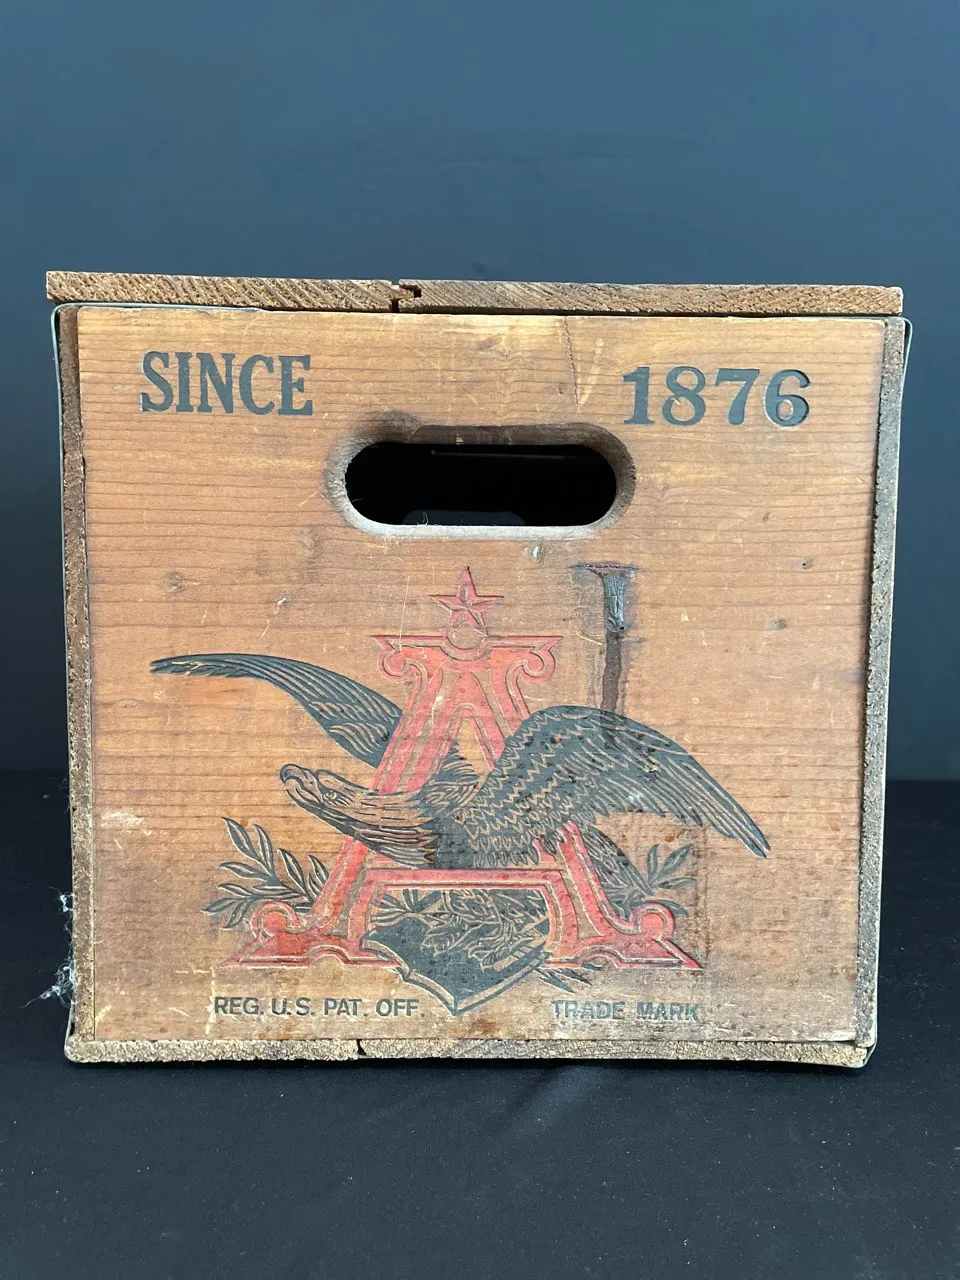 SINCE 1876
A
REG. U.S. PAT. OFF. TRADE MARK